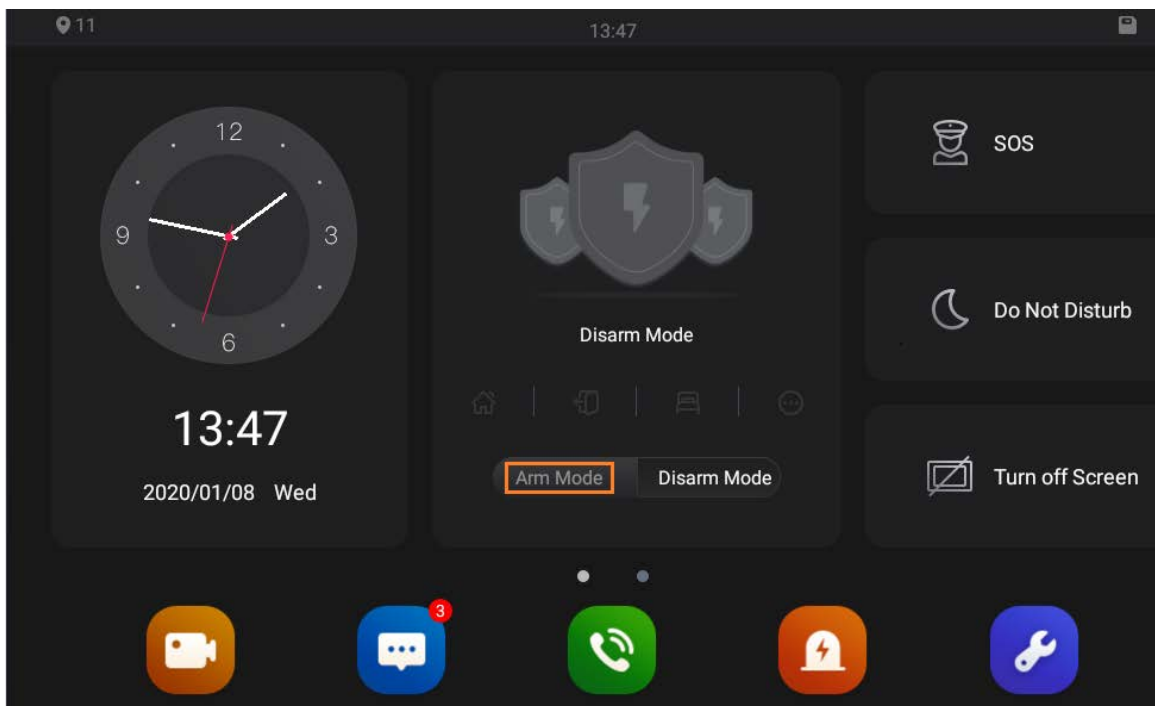 11
13:47
12
9
3
6
13:47
2020/01/08 Wed
Disarm Mode
Arm Mode
Disarm Mode
SOS
Do Not Disturb
Turn off Screen
3